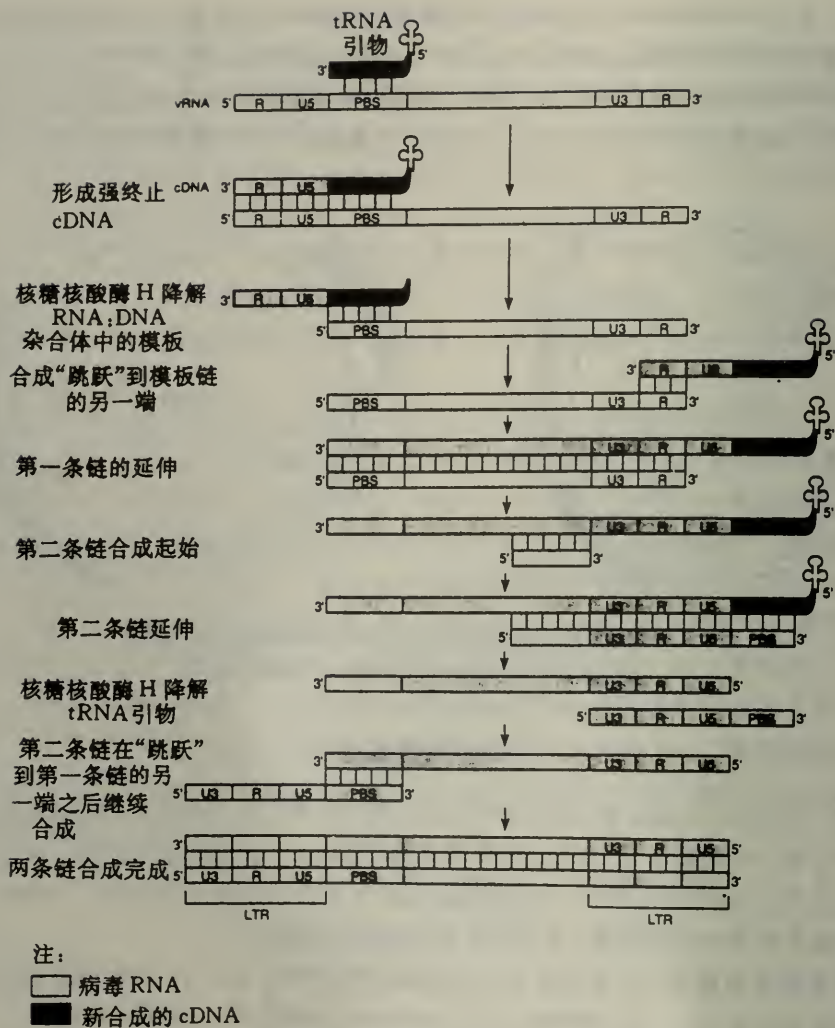 tRNA
引物
3' 5'
vRNA 5' R U5 PBS U3 R 3'
形成强终止
cDNA
cDNA 3' R U5
5' R U5 PBS U3 R 3'
核糖核酸酶 H 降解
RNA:DNA
杂合体中的模板
3' R U5
5' PBS U3 R 3'
合成“跳跃”到模板链
的另一端
3' R U5 5'
5' PBS U3 R 3'
第一条链的延伸
3' U3 R U5 5'
5' PBS U3 R 3'
第二条链合成起始
3' U3 R U5 5'
5' 3'
第二条链延伸
3' U3 R U5 5'
5' U3 R U5 PBS 3'
核糖核酸酶 H 降解
tRNA引物
3' U3 R U5 5'
5' U3 R U5 PBS 3'
第二条链在“跳跃”
到第一条链的另
一端之后继续
合成
3' U3 R U5 5'
5' U3 R U5 PBS 3'
两条链合成完成
3' U3 R U5 5'
5' U3 R U5 PBS 3'
LTR LTR
注：
病毒 RNA
新合成的 cDNA